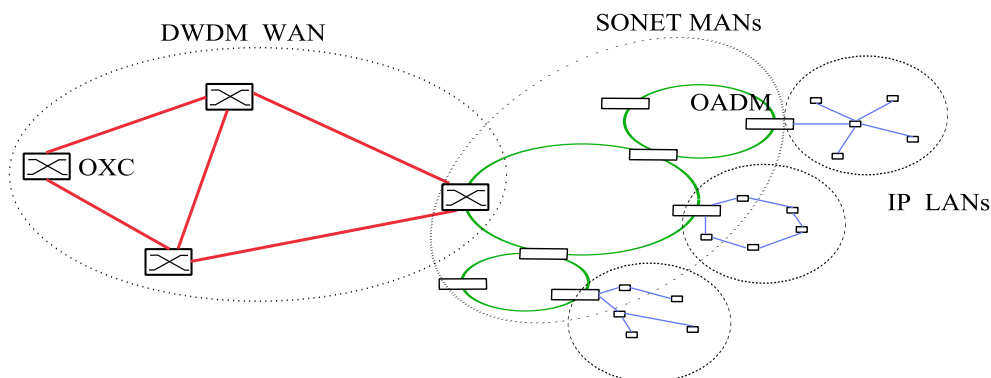 DWDM WAN
SONET MANs
OADM
OXC
IP LANs